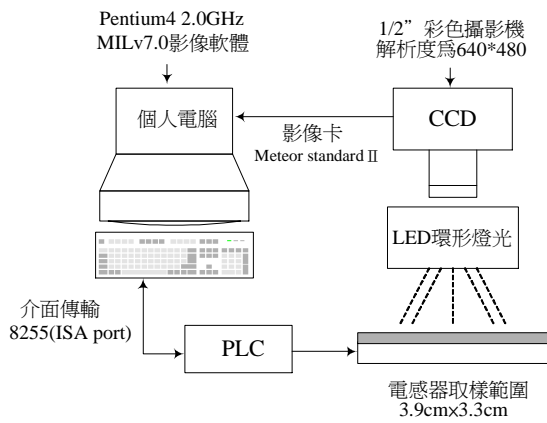 Pentium4 2.0GHz
MILv7.0影像軟體
1/2” 彩色攝影機
解析度爲640*480
個人電腦
CCD
影像卡
Meteor standard Ⅱ
LED環形燈光
介面傳輸
8255(ISA port)
PLC
電感器取樣範圍
3.9cm×3.3cm